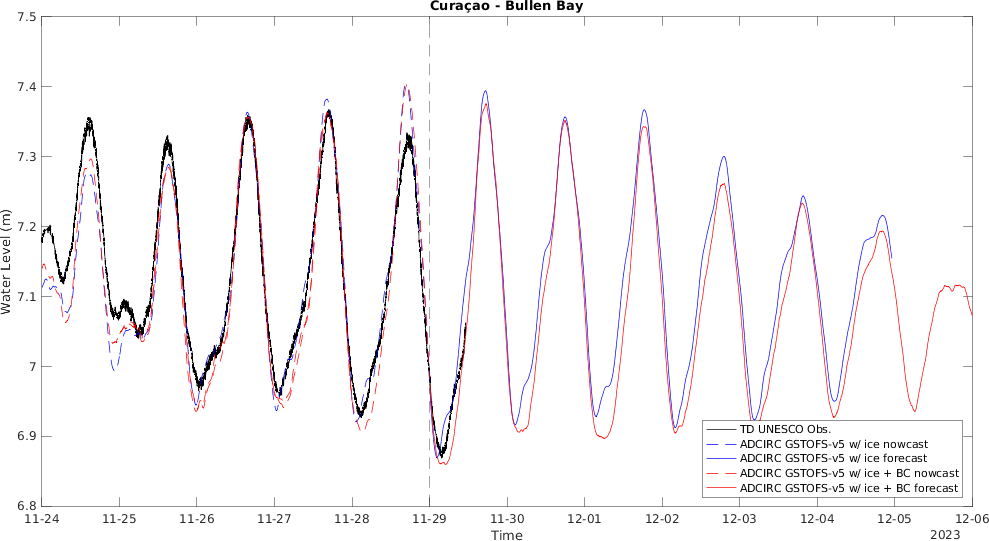 Curaçao - Bullen Bay
7.5
7.4
7.3
7.2
7.1
7
6.9
6.8
Water Level (m)
11-24
11-25
11-26
11-27
11-28
11-29
11-30
12-01
12-02
12-03
12-04
12-05
12-06
Time
2023
TD UNESCO Obs.
ADCIRC GSTOFS-v5 w/ ice nowcast
ADCIRC GSTOFS-v5 w/ ice forecast
ADCIRC GSTOFS-v5 w/ ice + BC nowcast
ADCIRC GSTOFS-v5 w/ ice + BC forecast